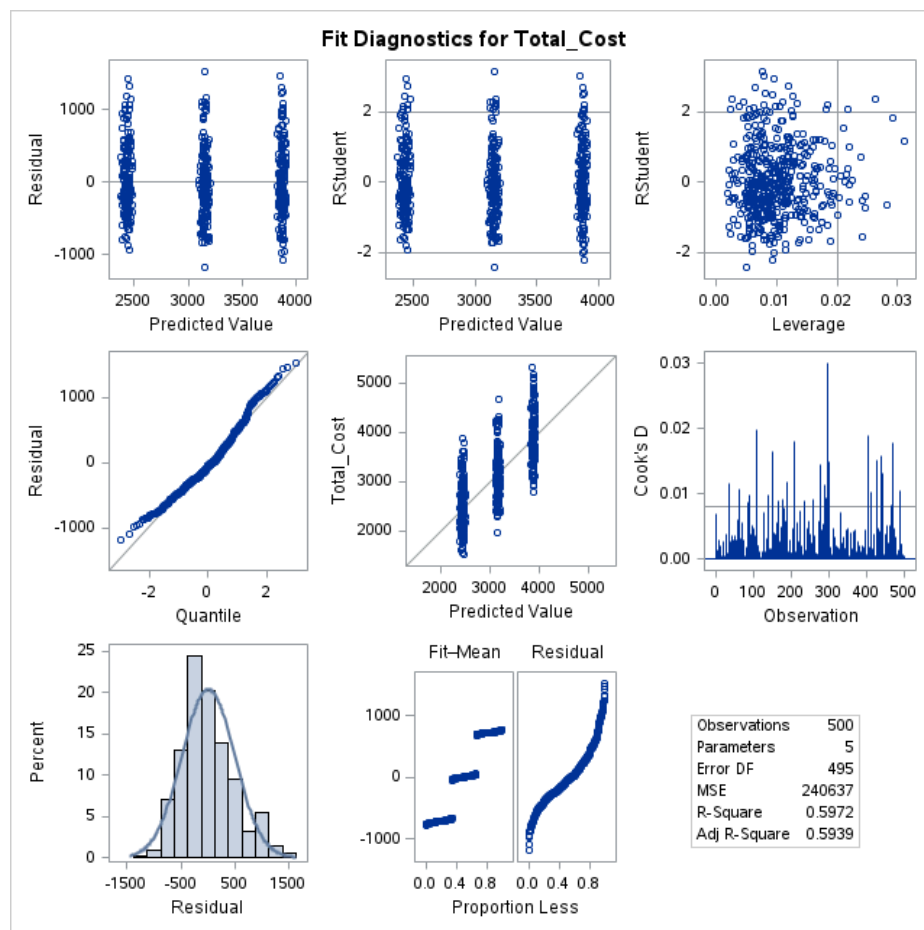 Fit Diagnostics for Total_Cost
Residual
1000
0
-1000
2500 3000 3500 4000
Predicted Value
RStudent
2
0
-2
2500 3000 3500 4000
Predicted Value
RStudent
2
0
-2
0.00 0.01 0.02 0.03
Leverage
Residual
1000
0
-1000
-2 0 2
Quantile
Total_Cost
5000
4000
3000
2000
2000 3000 4000 5000
Predicted Value
Cook's D
0.03
0.02
0.01
0.00
0 100 200 300 400 500
Observation
Percent
25
20
15
10
5
0
-1500 -500 500 1500
Residual
Fit–Mean Residual
1000
0
-1000
0.0 0.4 0.8 0.0 0.4 0.8
Proportion Less
Observations 500
Parameters 5
Error DF 495
MSE 240637
R-Square 0.5972
Adj R-Square 0.5939